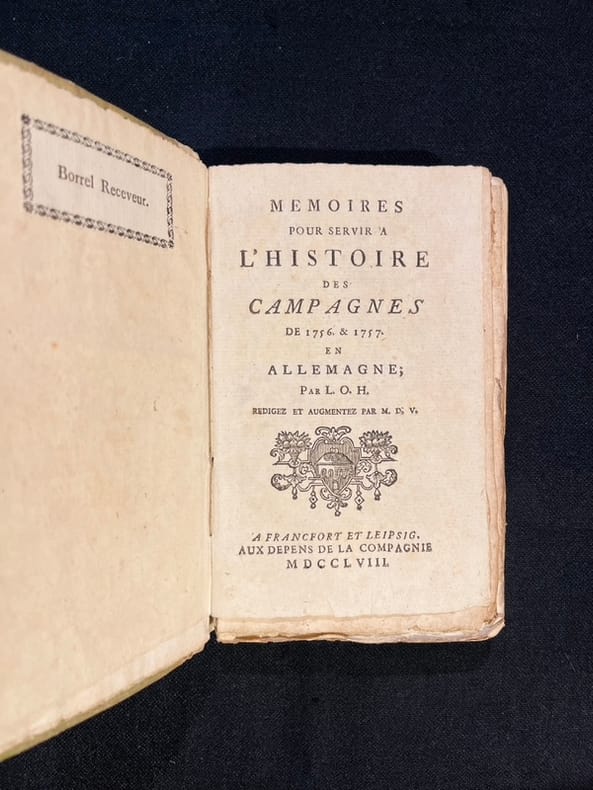 Borrel Receveur.
MEMOIRES
POUR SERVIR A
L'HISTOIRE
DES
CAMPAGNES
DE 1756. & 1757.
EN
ALLEMAGNE;
PAR L. O. H.
REDIGEZ ET AUGMENTEZ PAR M. D. V.
A FRANCFORT ET LEIPSIG.
AUX DEPENS DE LA COMPAGNIE
MDCCLVIII.